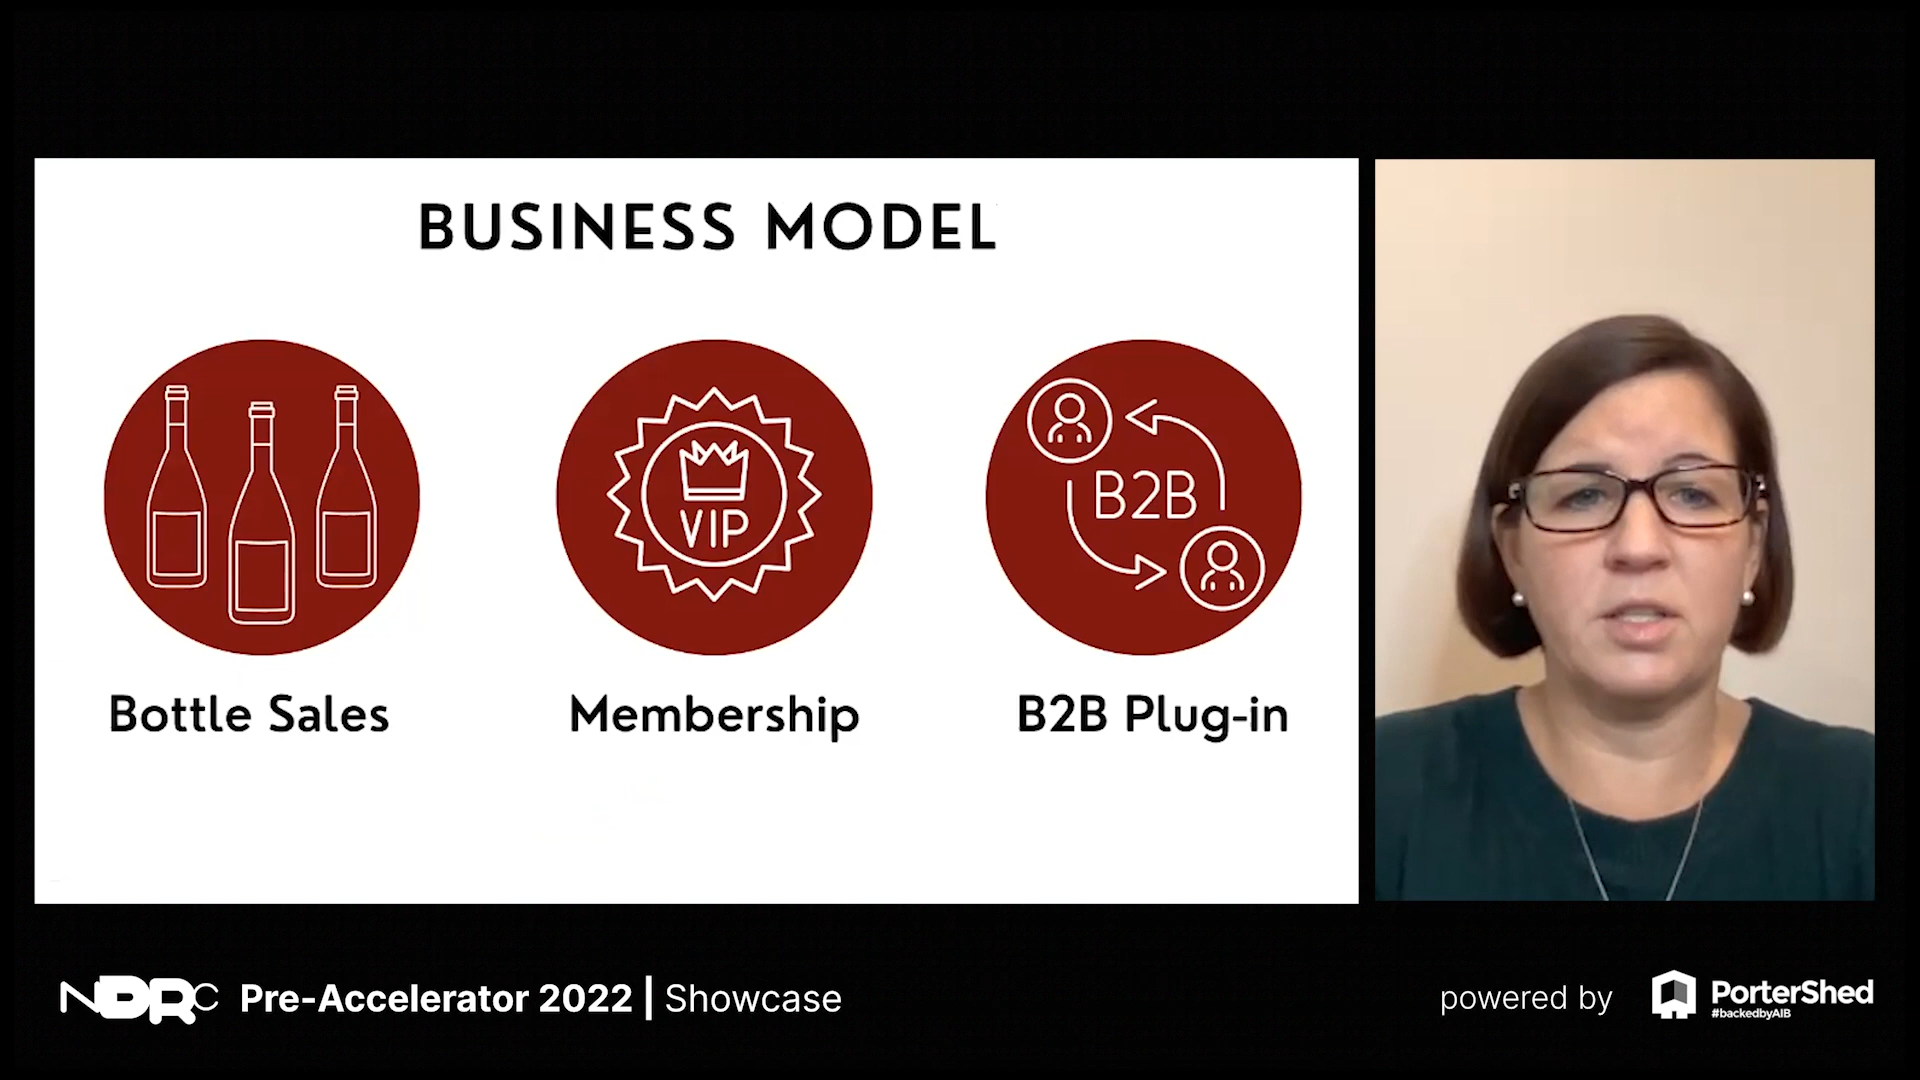 BUSINESS MODEL
VIP
B2B
Bottle Sales
Membership
B2B Plug-in
NDRC Pre-Accelerator 2022 | Showcase
powered by
PorterShed
#backedbyAIB